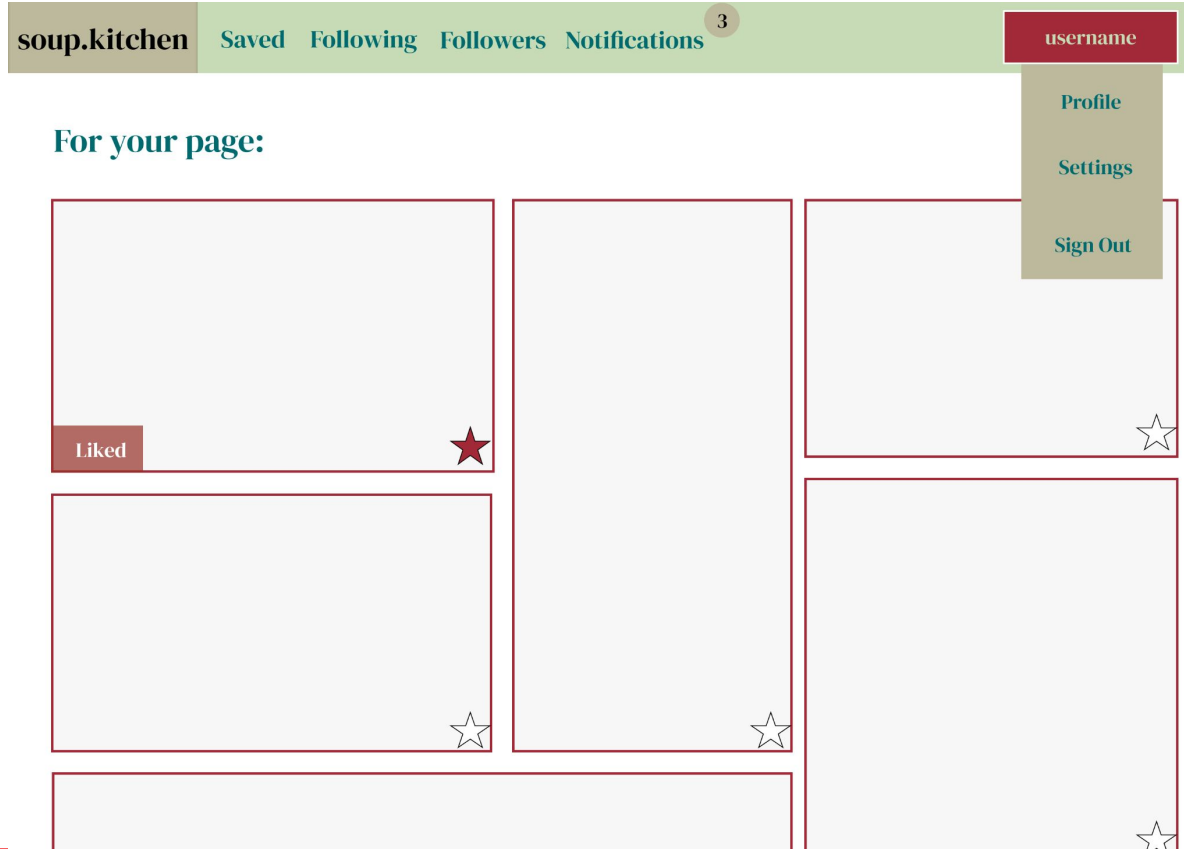 soup.kitchen Saved Following Followers Notifications 3 username
Profile
For your page:
Settings
Sign Out
Liked